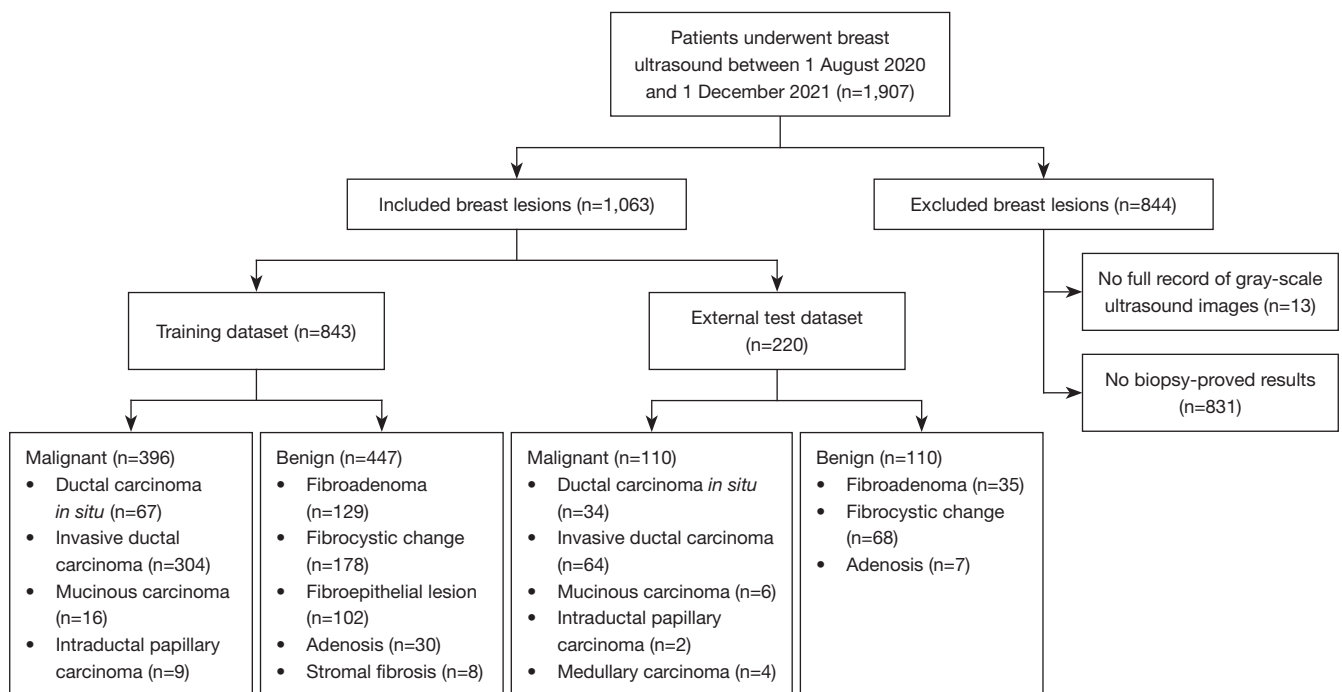 Patients underwent breast
ultrasound between 1 August 2020
and 1 December 2021 (n=1,907)
Included breast lesions (n=1,063)
Excluded breast lesions (n=844)
No full record of gray-scale
ultrasound images (n=13)
No biopsy-proved results
(n=831)
Training dataset (n=843)
External test dataset
(n=220)
Malignant (n=396)
• Ductal carcinoma
in situ (n=67)
• Invasive ductal
carcinoma (n=304)
• Mucinous carcinoma
(n=16)
• Intraductal papillary
carcinoma (n=9)
Benign (n=447)
• Fibroadenoma
(n=129)
• Fibrocystic change
(n=178)
• Fibroepithelial lesion
(n=102)
• Adenosis (n=30)
• Stromal fibrosis (n=8)
Malignant (n=110)
• Ductal carcinoma in situ
(n=34)
• Invasive ductal carcinoma
(n=64)
• Mucinous carcinoma (n=6)
• Intraductal papillary
carcinoma (n=2)
• Medullary carcinoma (n=4)
Benign (n=110)
• Fibroadenoma (n=35)
• Fibrocystic change
(n=68)
• Adenosis (n=7)